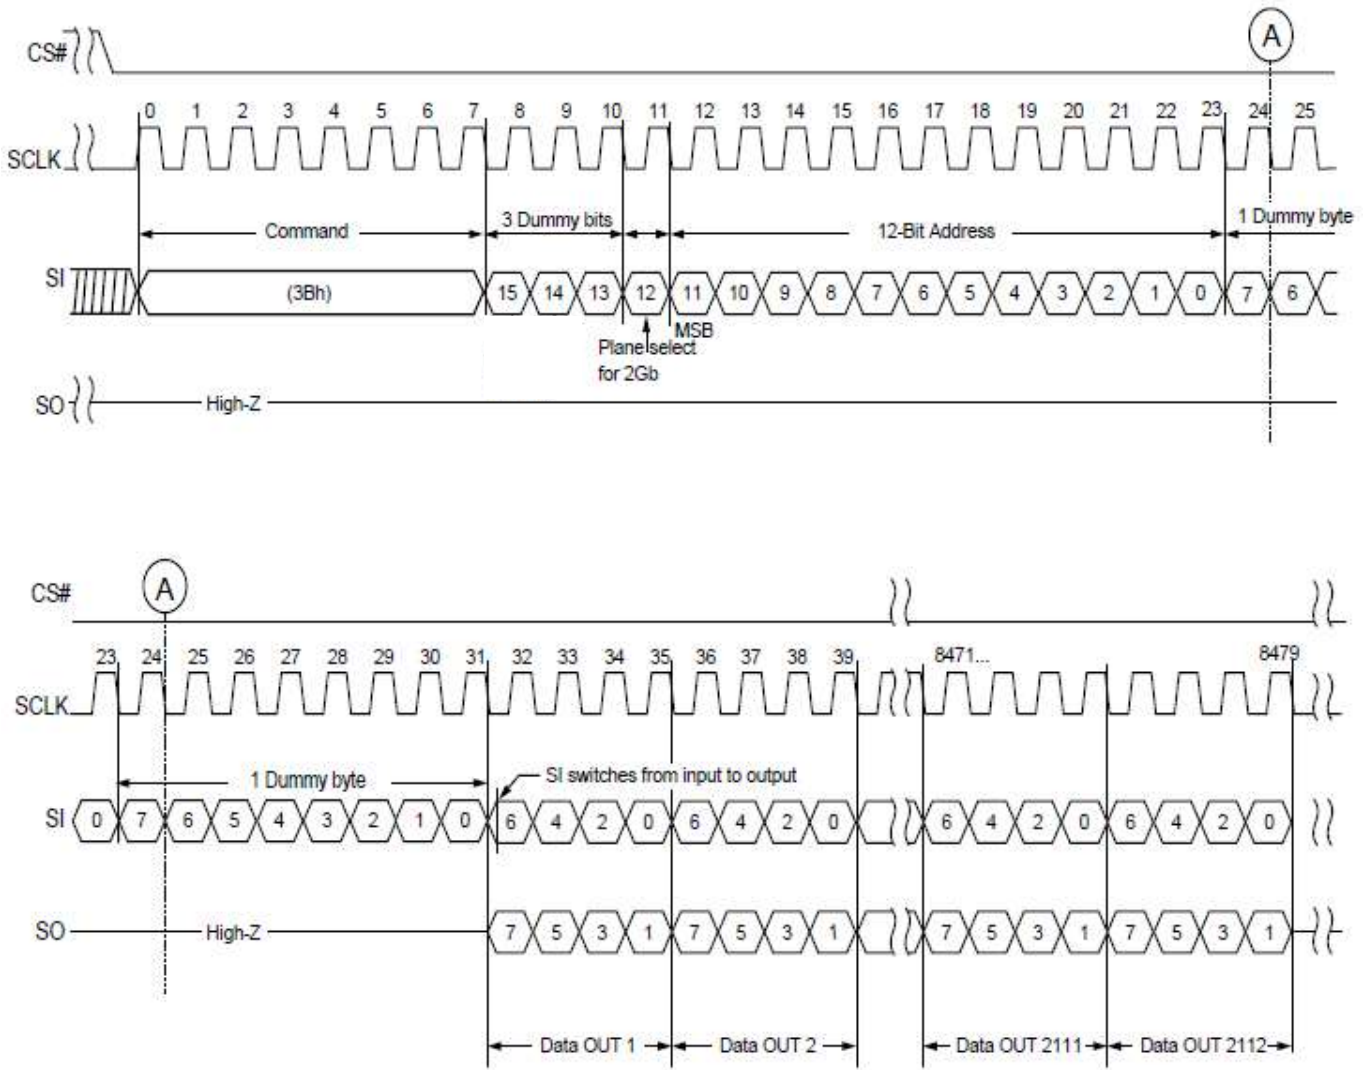 A
CS#
0 1 2 3 4 5 6 7 8 9 10 11 12 13 14 15 16 17 18 19 20 21 22 23 24 25
SCLK
Command 3 Dummy bits 12-Bit Address 1 Dummy byte
SI (3Bh) 15 14 13 12 11 10 9 8 7 6 5 4 3 2 1 0 7 6
MSB
Plane select
for 2Gb
SO High-Z
A
CS#
23 24 25 26 27 28 29 30 31 32 33 34 35 36 37 38 39 8471... 8479
SCLK
1 Dummy byte SI switches from input to output
SI 0 7 6 5 4 3 2 1 0 6 4 2 0 6 4 2 0 6 4 2 0 6 4 2 0
SO High-Z 7 5 3 1 7 5 3 1 7 5 3 1 7 5 3 1
Data OUT 1 Data OUT 2 Data OUT 2111 Data OUT 2112